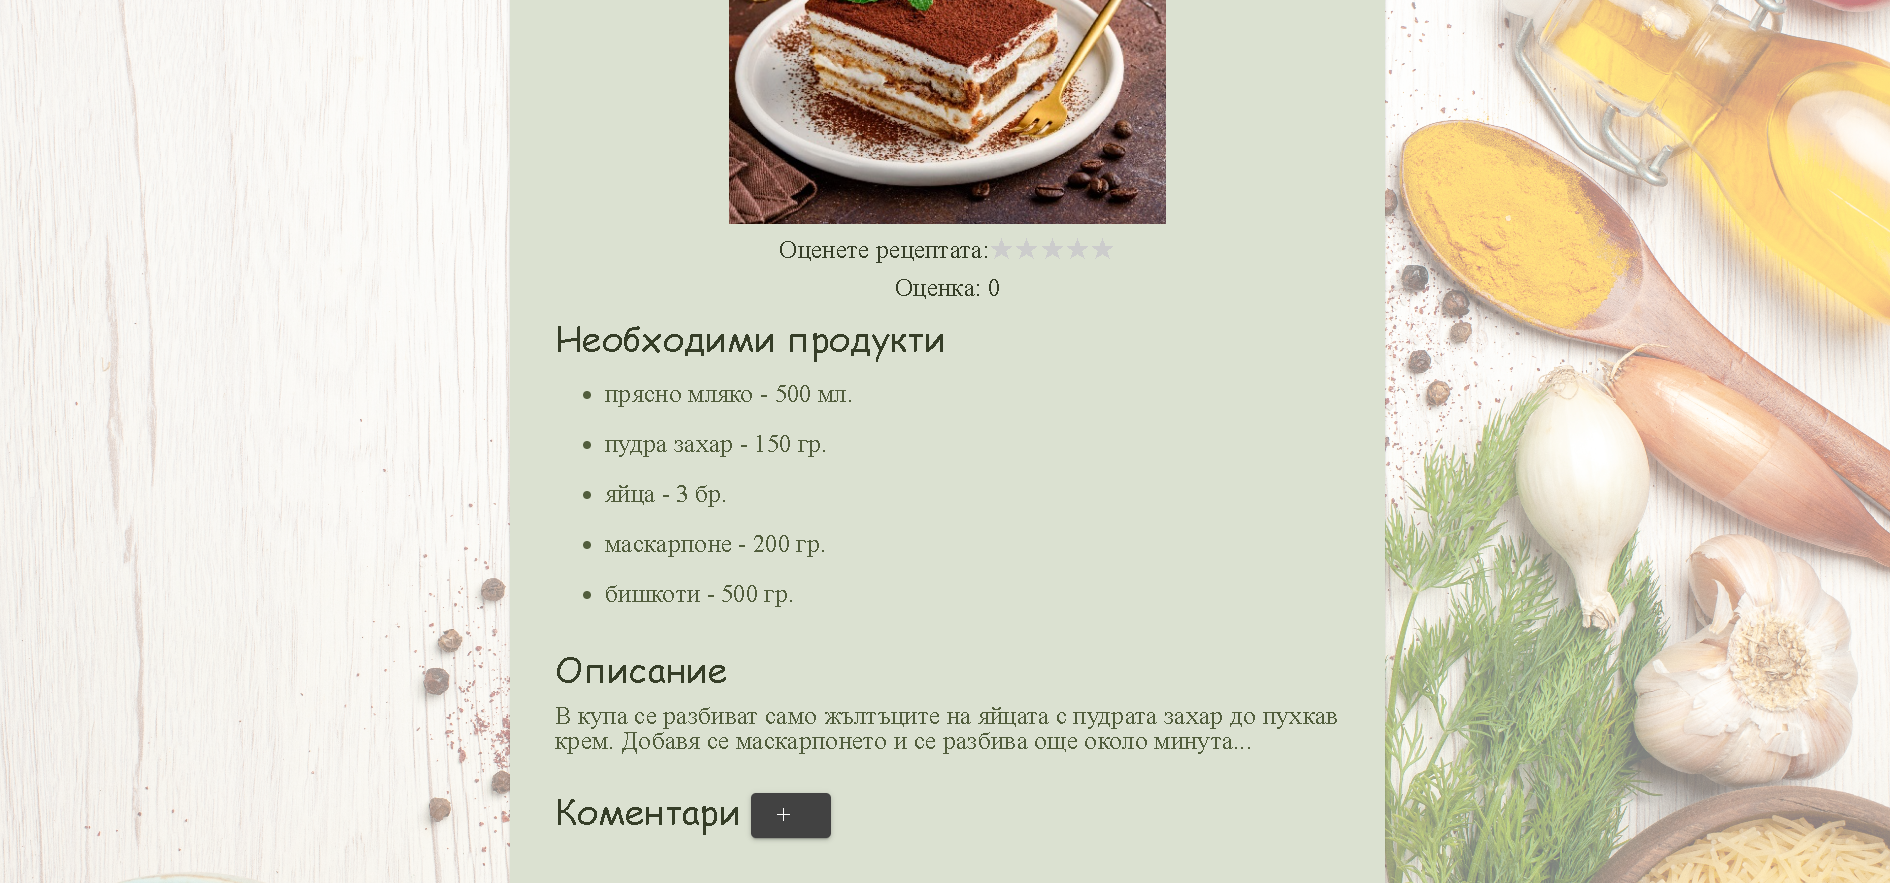 Оценете рецептата:★★★★★
Оценка: 0
Необходими продукти
• прясно мляко - 500 мл.
• пудра захар - 150 гр.
• яйца - 3 бр.
• маскарпоне - 200 гр.
• бишкоти - 500 гр.
Описание
В купа се разбиват само жълтъците на яйцата с пудрата захар до пухкав
крем. Добавя се маскарпонето и се разбива още около минута...
Коментари +